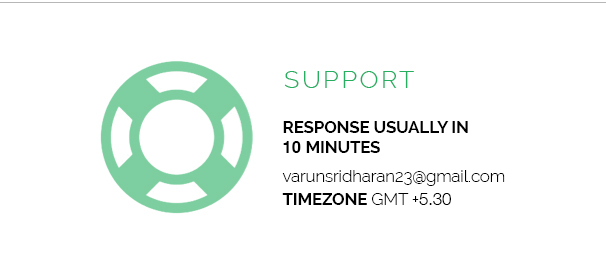 SUPPORT
RESPONSE USUALLY IN
10 MINUTES
varunsridharan23@gmail.com
TIMEZONE GMT +5.30